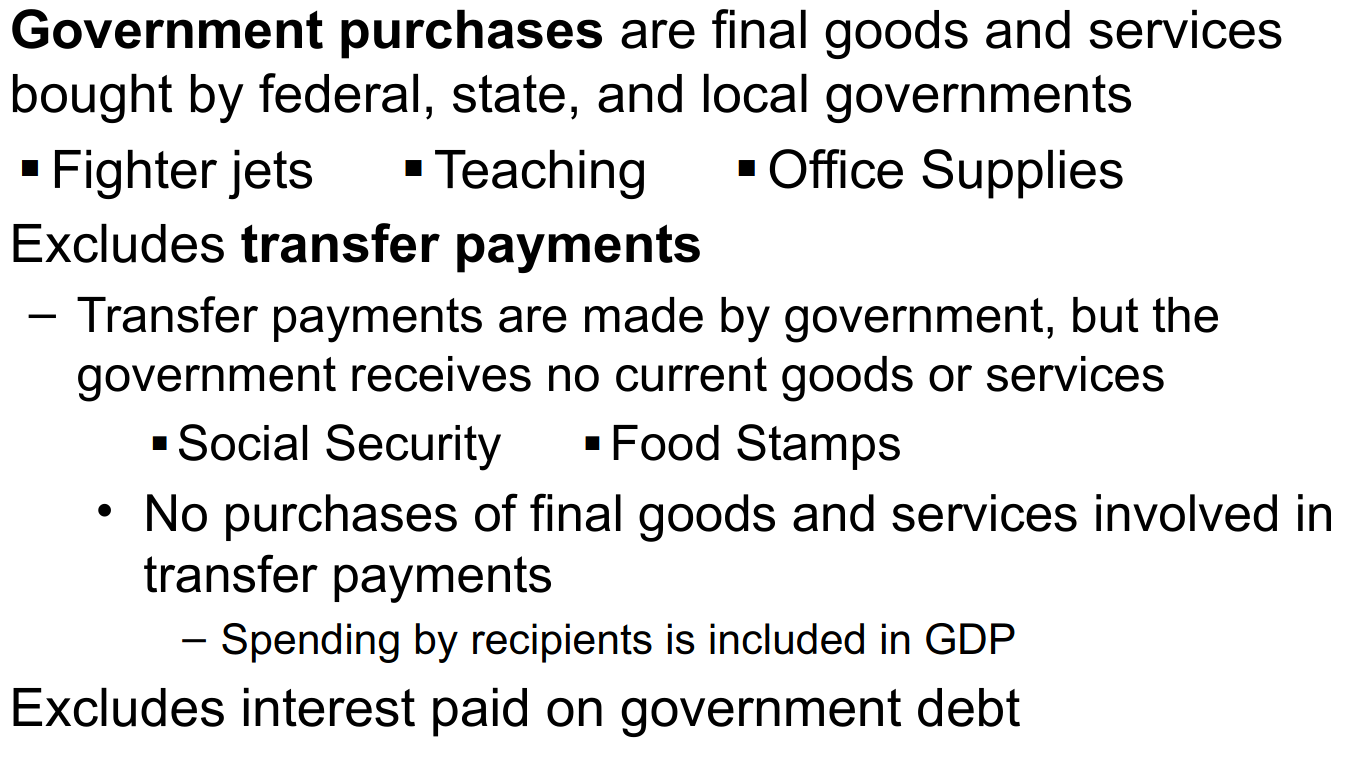 Government purchases are final goods and services
bought by federal, state, and local governments
▪ Fighter jets ▪ Teaching ▪ Office Supplies
Excludes transfer payments
– Transfer payments are made by government, but the
government receives no current goods or services
▪ Social Security ▪ Food Stamps
• No purchases of final goods and services involved in
transfer payments
– Spending by recipients is included in GDP
Excludes interest paid on government debt